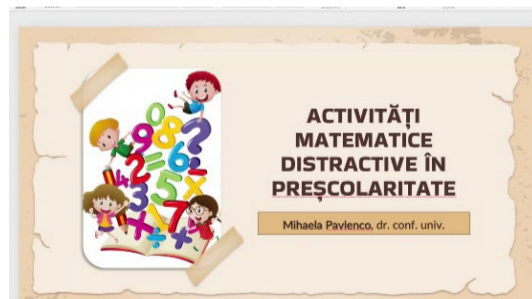 ACTIVITĂȚI
MATEMATICE
DISTRACTIVE ÎN
PREȘCOLARITATE
Mihaela Pavlenco, dr. conf. univ.